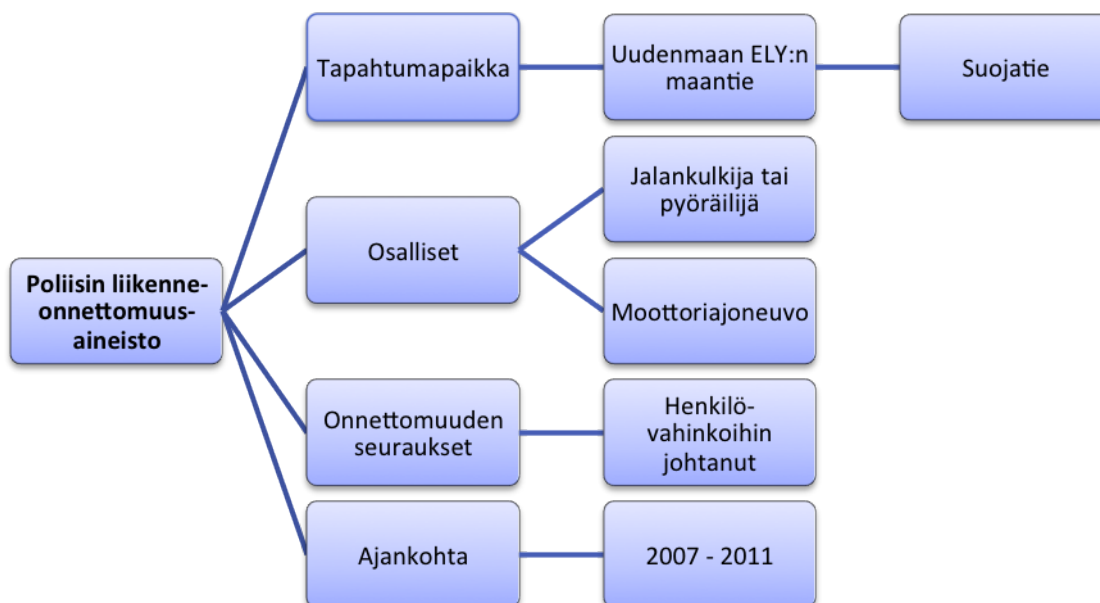 Tapahtumapaikka
Uudenmaan ELY:n
maantie
Suojatie
Jalankulkija tai
pyöräilijä
Osalliset
Poliisin liikenne-
onnettomuus-
aineisto
Moottoriajoneuvo
Onnettomuuden
seuraukset
Henkilö-
vahinkoihin
johtanut
Ajankohta
2007 - 2011